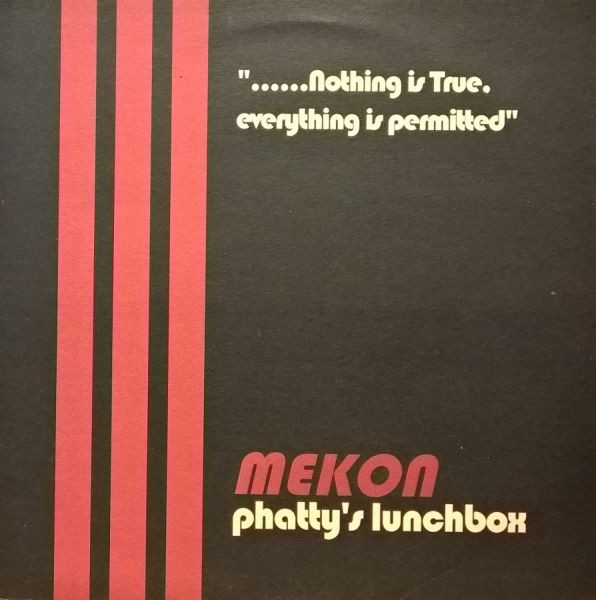 "......Nothing is True.
everything is permitted"
MEKON
phatty's lunchbox